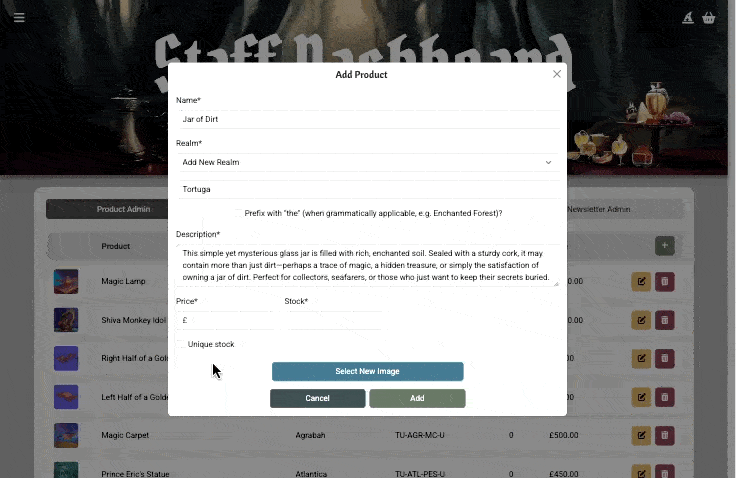 Staff Dashboard
Add Product
Name*
Jar of Dirt
Realm*
Add New Realm
Tortuga
Prefix with "the" (when grammatically applicable, e.g. Enchanted Forest)?
Description*
This simple yet mysterious glass jar is filled with rich, enchanted soil. Sealed with a sturdy cork, it may
contain more than just dirt—perhaps a trace of magic, a hidden treasure, or simply the satisfaction of
owning a jar of dirt. Perfect for collectors, seafarers, or those who just want to keep their secrets buried.
Price* Stock*
£
Unique stock
Select New Image
Cancel Add
Product Admin Newsletter Admin
Product +
Magic Lamp
Shiva Monkey Idol
Right Half of a
Left Half of a
Magic Carpet Agrabah TU-AGR-MC-U 0 £500.00
Prince Eric's Statue Atlantica TU-ATL-PES-U 0 £450.00